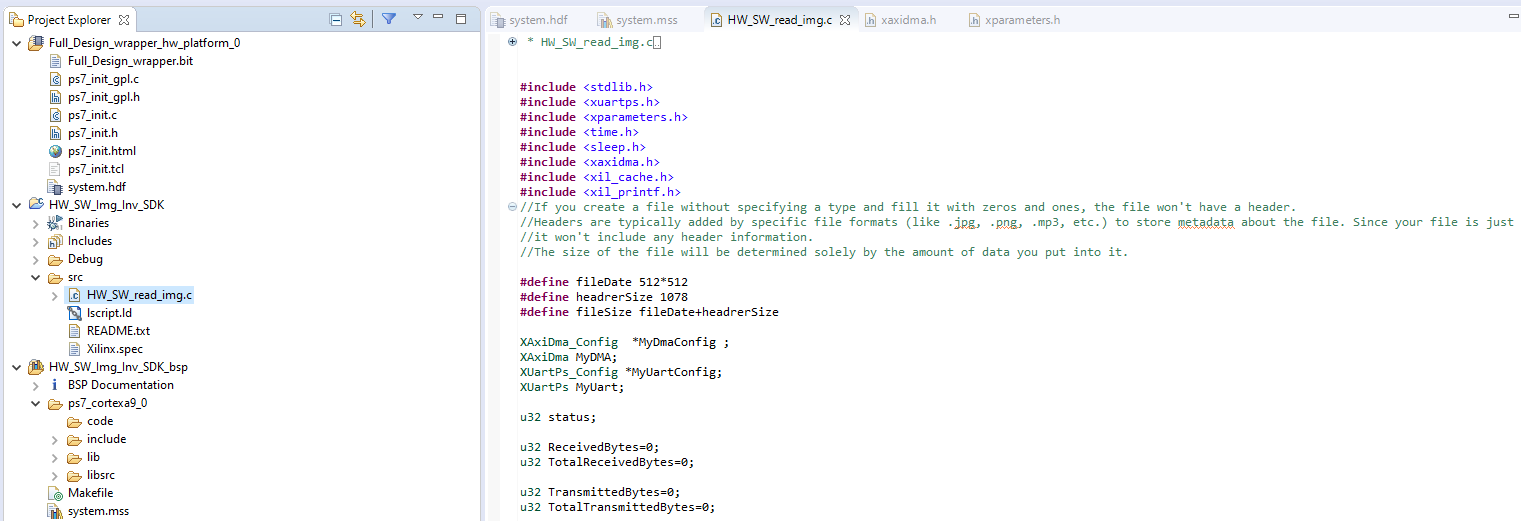 Project Explorer
Full_Design_wrapper_hw_platform_0
Full_Design_wrapper.bit
ps7_init_gpl.c
ps7_init_gpl.h
ps7_init.c
ps7_init.h
ps7_init.html
ps7_init.tcl
system.hdf
HW_SW_Img_Inv_SDK
Binaries
Includes
Debug
src
HW_SW_read_img.c
lscript.ld
README.txt
Xilinx.spec
HW_SW_Img_Inv_SDK_bsp
BSP Documentation
ps7_cortexa9_0
code
include
lib
libsrc
Makefile
system.mss
system.hdf system.mss HW_SW_read_img.c xaxidma.h xparameters.h
* HW_SW_read_img.c
#include <stdlib.h>
#include <xuartps.h>
#include <xparameters.h>
#include <time.h>
#include <sleep.h>
#include <xaxidma.h>
#include <xil_cache.h>
#include <xil_printf.h>
//If you create a file without specifying a type and fill it with zeros and ones, the file won't have a header.
//Headers are typically added by specific file formats (like .jpg, .png, .mp3, etc.) to store metadata about the file. Since your file is just
//it won't include any header information.
//The size of the file will be determined solely by the amount of data you put into it.
#define fileDate 512*512
#define headrerSize 1078
#define fileSize fileDate+headrerSize
XAxiDma_Config  *MyDmaConfig ;
XAxiDma MyDMA;
XUartPs_Config *MyUartConfig;
XUartPs MyUart;
u32 status;
u32 ReceivedBytes=0;
u32 TotalReceivedBytes=0;
u32 TransmittedBytes=0;
u32 TotalTransmittedBytes=0;